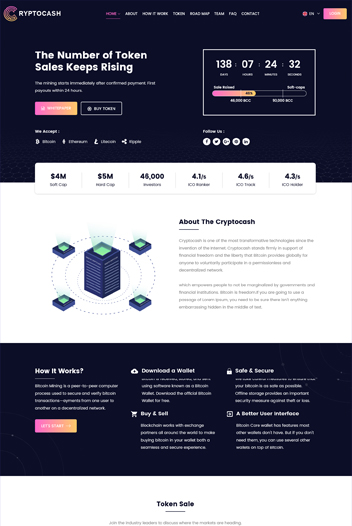 CRYPTOCASH
HOME ABOUT HOW IT WORK TOKEN ROAD MAP TEAM FAQ CONTACT EN
The Number of Token
Sales Keeps Rising
The mining starts immediately after confirmed payment. First
payouts within 24 hours.
WHITEPAPER BUY TOKEN
138 : 07 : 24 : 32
DAYS HOURS MINUTES SECONDS
Sale Raised Soft-caps
46,000 BCC 90,000 BCC
We Accept :
Bitcoin Ethereum Litecoin Ripple
Follow Us :
$4M $5M 46,000 4.1/5 4.6/5 4.3/5
Soft Cap Hard Cap Investors ICO Ranker ICO Track ICO Holder
About The Cryptocash
Cryptocash is one of the most transformative technologies since the
invention of the Internet. Cryptocash stands firmly in support of
financial freedom and the liberty that Bitcoin provides globally for
anyone to voluntarily participate in a permissionless and
decentralized network.
which empowers people to not be marginalized by governments and
financial institutions. Bitcoin is freedom.If you are going to use a
passage of Lorem Ipsum, you need to be sure there isn't anything
embarrassing hidden in the middle of text.
How It Works?
Bitcoin Mining is a peer-to-peer computer
process used to secure and verify bitcoin
transactions—payments from one user to
another on a decentralized network.
LET'S START
Download a Wallet
using software known as a Bitcoin
Wallet. Download the official Bitcoin
Wallet for free.
Safe & Secure
We take control measures to ensure that
your bitcoin is as safe as possible.
Offline storage provides an important
security measure against theft or loss.
Buy & Sell
Blockchain works with exchange
partners all around the world to make
buying bitcoin in your wallet both a
seamless and secure experience.
A Better User Interface
Bitcoin Core wallet has features most
other wallets don't have. But if you don't
need them, you can use several other
wallets on top of Bitcoin.
Token Sale
Join the industry leaders to discuss where the markets are heading.